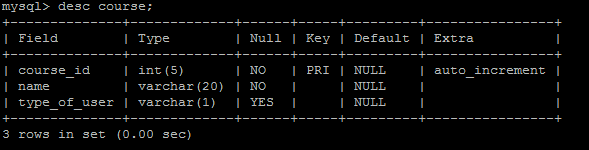 mysql> desc course;
+--------------+-------------+------+-----+---------+----------------+
| Field        | Type        | Null | Key | Default | Extra          |
+--------------+-------------+------+-----+---------+----------------+
| course_id    | int(5)      | NO   | PRI | NULL    | auto_increment |
| name         | varchar(20) | NO   |     | NULL    |                |
| type_of_user | varchar(1)  | YES  |     | NULL    |                |
+--------------+-------------+------+-----+---------+----------------+
3 rows in set (0.00 sec)